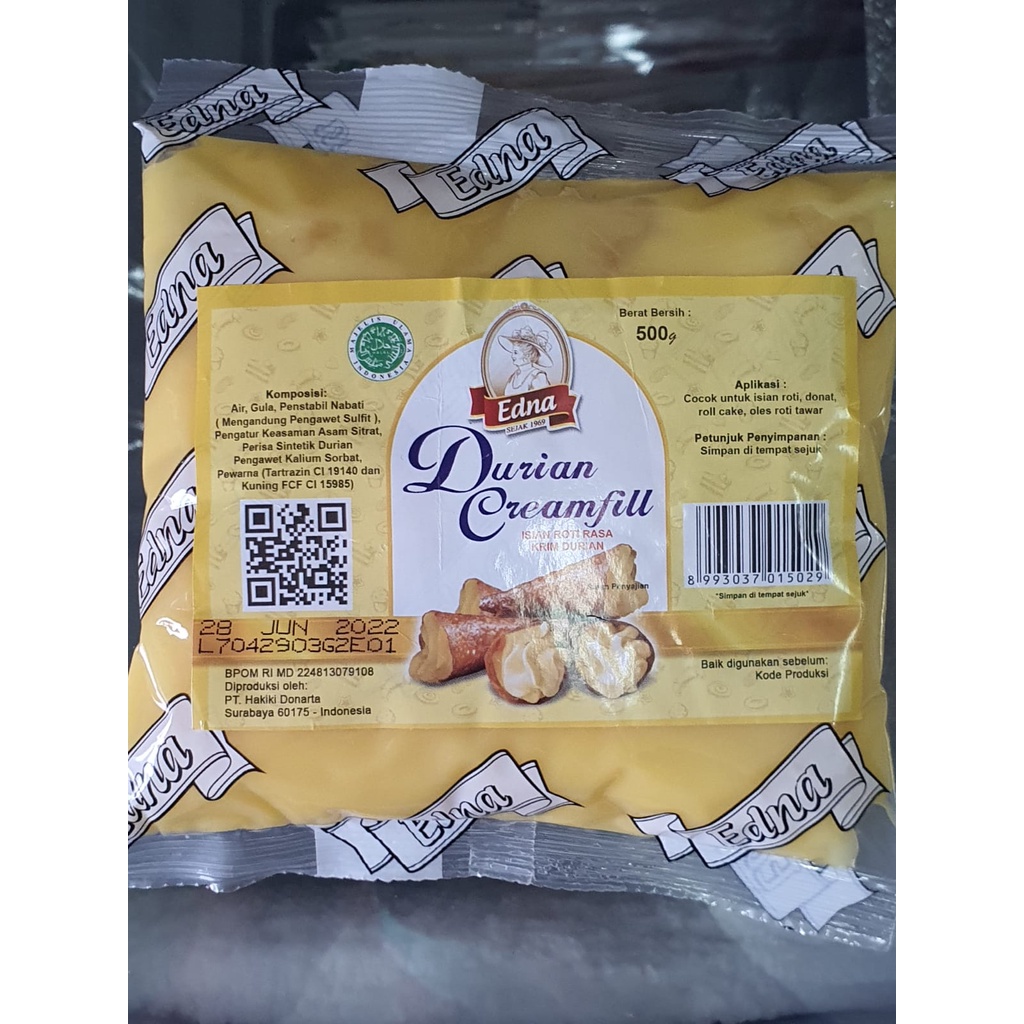 Edna
Edna
Edna
Edna
MAJELIS ULAMA
INDONESIA
Berat Bersih :
500g
Komposisi:
Air, Gula, Penstabil Nabati
( Mengandung Pengawet Sulfit ),
Pengatur Keasaman Asam Sitrat,
Perisa Sintetik Durian
Pengawet Kalium Sorbat,
Pewarna (Tartrazin CI 19140 dan
Kuning FCF CI 15985)
Edna
SEJAK 1969
Aplikasi :
Cocok untuk isian roti, donat,
roll cake, oles roti tawar
Petunjuk Penyimpanan :
Simpan di tempat sejuk
Durian
Creamfill
ISIAN ROTI RASA
KRIM DURIAN
Penyajian
8 993037 015029
*Simpan di tempat sejuk*
28 JUN 2022
L7042903G2E01
BPOM RI MD 224813079108
Diproduksi oleh:
PT. Hakiki Donarta
Surabaya 60175 - Indonesia
Baik digunakan sebelum:
Kode Produksi
Edna
Edna